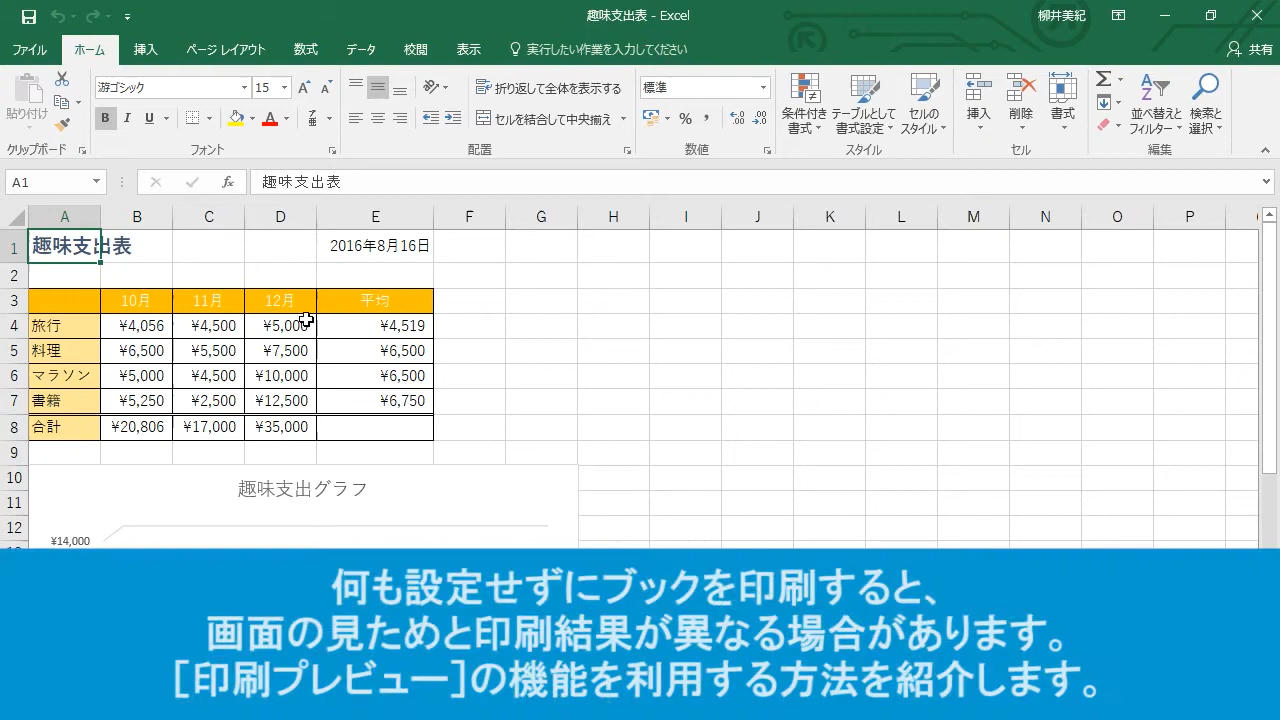 趣味支出表 - Excel
柳井美紀
ファイル ホーム 挿入 ページ レイアウト 数式 データ 校閲 表示 実行したい作業を入力してください 共有
貼り付け
クリップボード
游ゴシック 15
B I U
フォント
折り返して全体を表示する
セルを結合して中央揃え
配置
標準
数値
条件付き書式 テーブルとして書式設定 セルのスタイル
スタイル
挿入 削除 書式
セル
並べ替えとフィルター 検索と選択
編集
A1 fx 趣味支出表
A B C D E F G H I J K L M N O P
1 趣味支出表 2016年8月16日
2
3 10月 11月 12月 平均
4 旅行 ¥4,056 ¥4,500 ¥5,000 ¥4,519
5 料理 ¥6,500 ¥5,500 ¥7,500 ¥6,500
6 マラソン ¥5,000 ¥4,500 ¥10,000 ¥6,500
7 書籍 ¥5,250 ¥2,500 ¥12,500 ¥6,750
8 合計 ¥20,806 ¥17,000 ¥35,000
9
10 趣味支出グラフ
11
12
¥14,000
何も設定せずにブックを印刷すると、
画面の見ためと印刷結果が異なる場合があります。
[印刷プレビュー]の機能を利用する方法を紹介します。